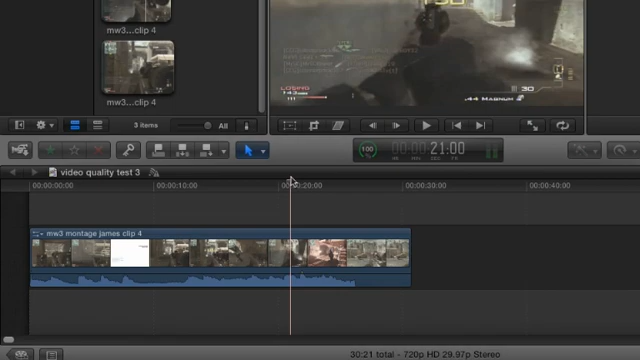 mw3...clip 4
mw3...clip 4
LOSING
30
.44 MAGNUM
3 items
All
100
00:00:21:00
video quality test 3
00:00:00:00
00:00:10:00
00:00:20:00
00:00:30:00
00:00:40:00
mw3 montage james clip 4
30:21 total - 720p HD 29.97p Stereo